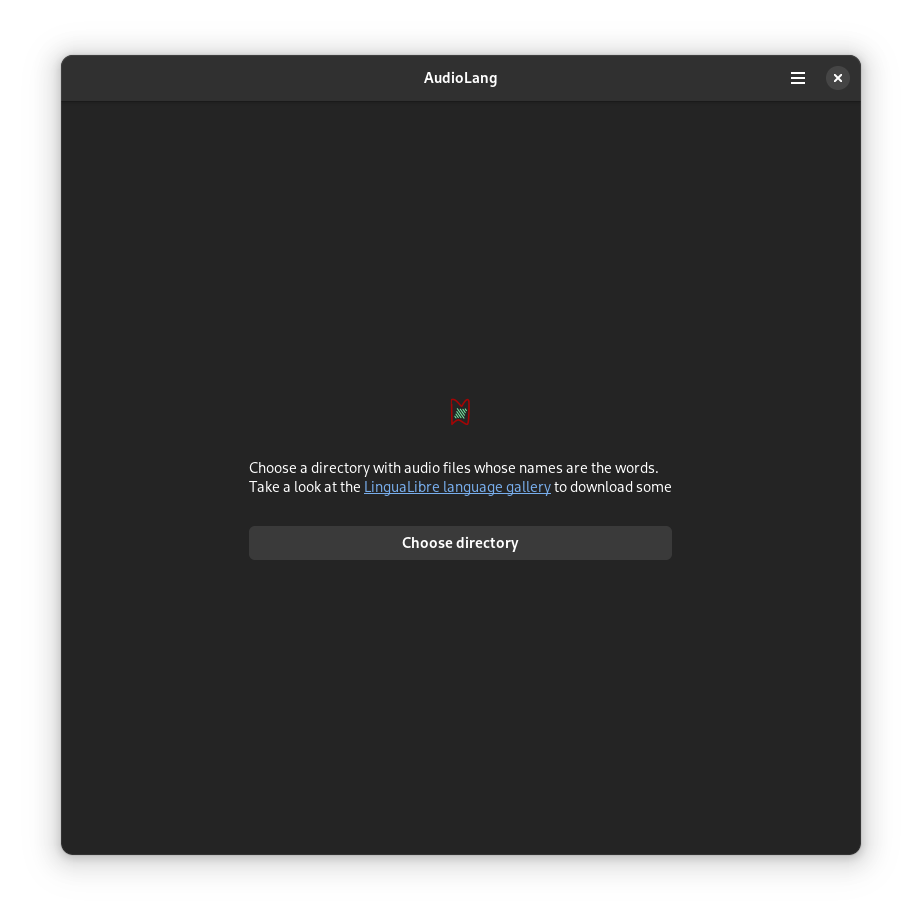 AudioLang
Choose a directory with audio files whose names are the words.
Take a look at the LinguaLibre language gallery to download some
Choose directory